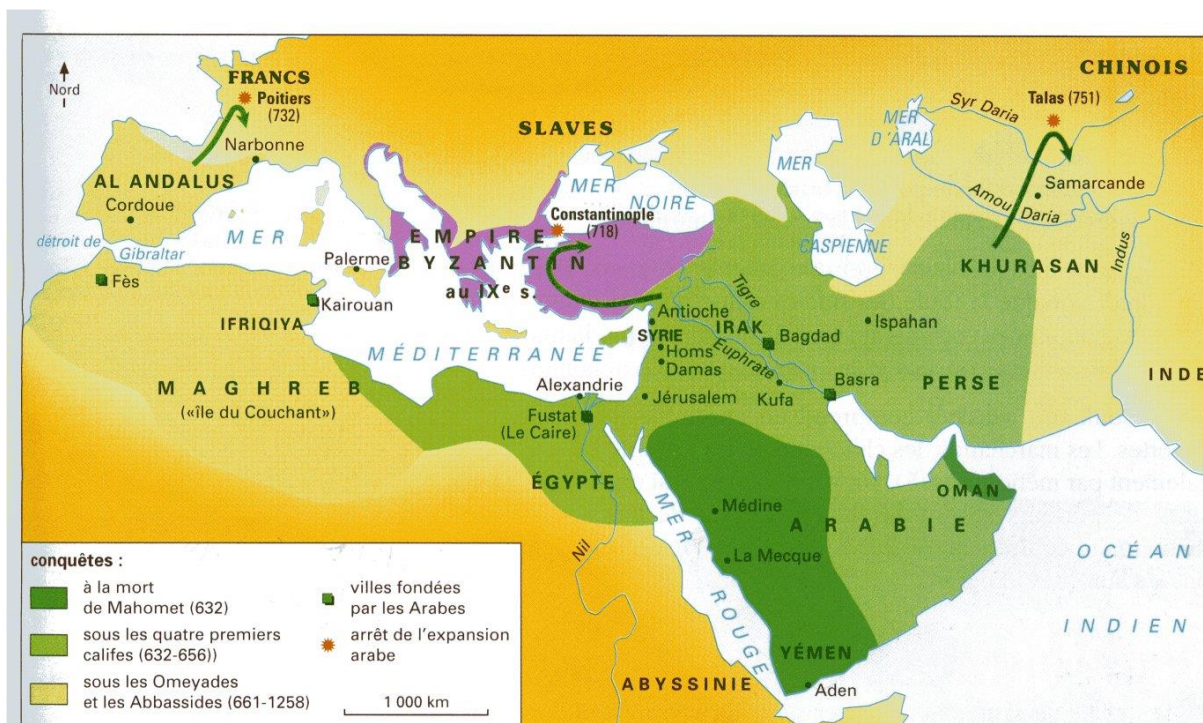 Nord
FRANCS
Poitiers
(732)
Narbonne
AL ANDALUS
Cordoue
détroit de
Gibraltar
Fès
MER
MÉDITERRANÉE
Palerme
Kairouan
IFRIQIYA
MAGHREB
(«île du Couchant»)
SLAVES
MER
NOIRE
Constantinople
(718)
EMPIRE
BYZANTIN
au IXe s.
Antioche
SYRIE
Homs
Damas
Jérusalem
Alexandrie
Fustat
(Le Caire)
ÉGYPTE
Nil
MER ROUGE
ABYSSINIE
CHINOIS
Talas (751)
Syr Daria
MER
D'ARAL
Samarcande
Amou Daria
MER
CASPIENNE
KHURASAN
Indus
Tigre
IRAK
Bagdad
Ispahan
Euphrate
Kufa
Basra
PERSE
INDE
OMAN
Médine
ARABIE
La Mecque
YÉMEN
Aden
OCÉAN
INDIEN
conquêtes :
à la mort
de Mahomet (632)
sous les quatre premiers
califes (632-656))
sous les Omeyades
et les Abbassides (661-1258)
villes fondées
par les Arabes
arrêt de l'expansion
arabe
1 000 km